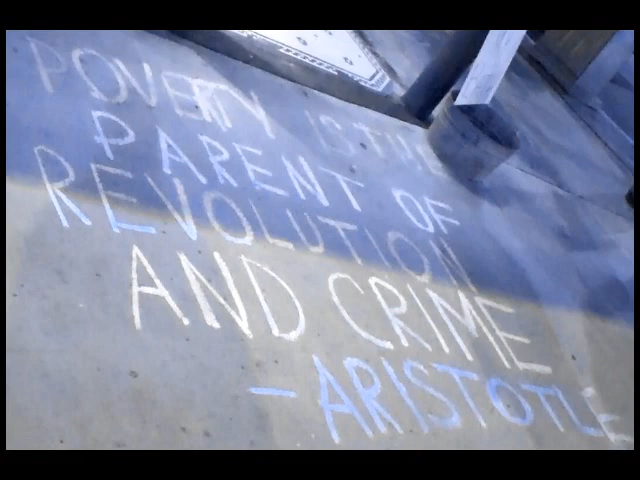 POVERTY IS THE
PARENT OF
REVOLUTION
AND CRIME
-ARISTOTLE